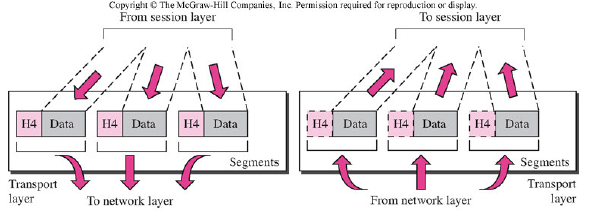 Copyright © The McGraw-Hill Companies, Inc. Permission required for reproduction or display.
From session layer
H4 Data H4 Data H4 Data
Segments
Transport
layer
To network layer
To session layer
H4 Data H4 Data H4 Data
Segments
From network layer
Transport
layer